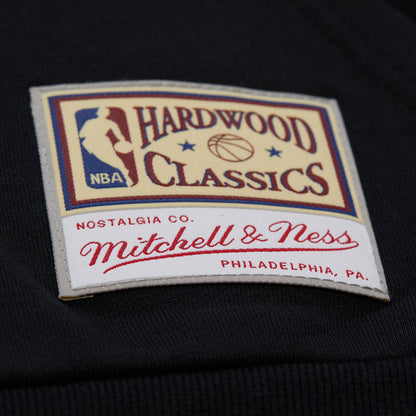 HARDWOOD
NBA
CLASSICS
NOSTALGIA CO.
Mitchell & Ness
PHILADELPHIA, PA.